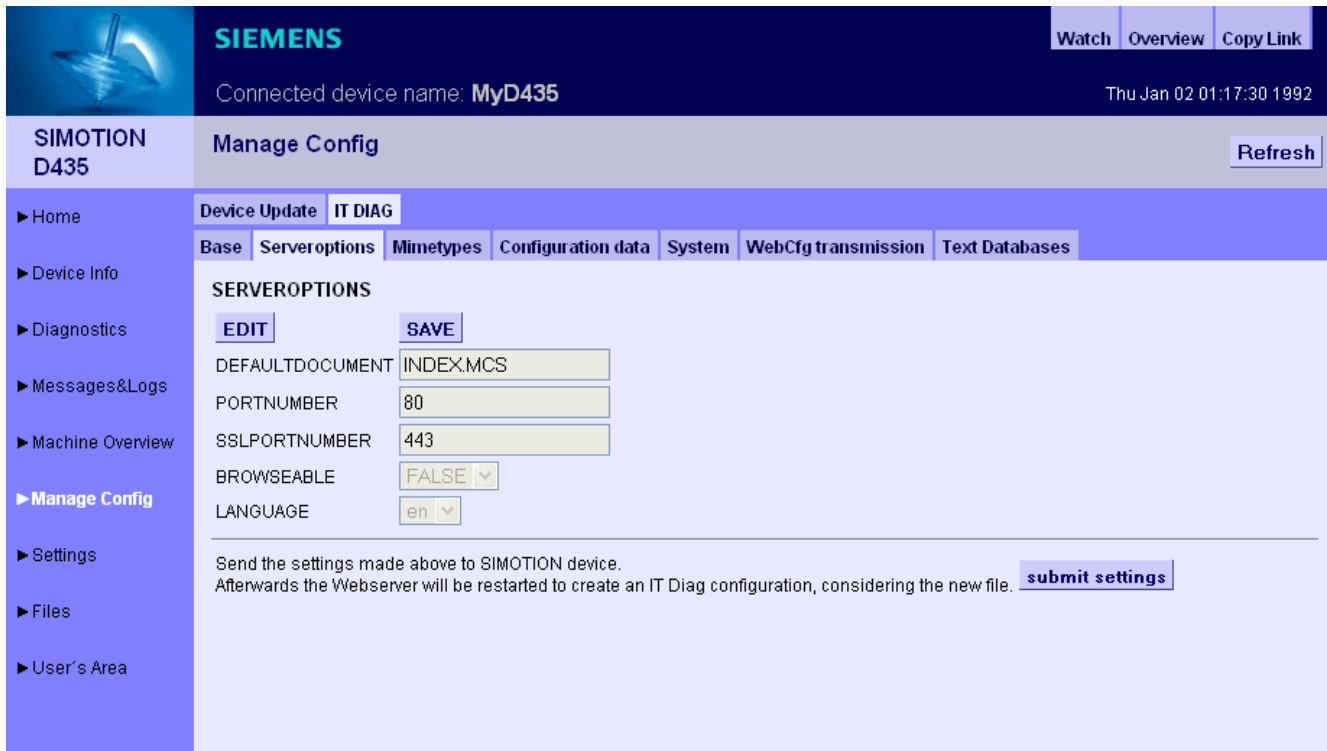 SIEMENS
Watch Overview Copy Link
Connected device name: MyD435
Thu Jan 02 01:17:30 1992
SIMOTION
D435
Manage Config
Refresh
►Home
►Device Info
►Diagnostics
►Messages&Logs
►Machine Overview
►Manage Config
►Settings
►Files
►User´s Area
Device Update IT DIAG
Base Serveroptions Mimetypes Configuration data System WebCfg transmission Text Databases
SERVEROPTIONS
EDIT SAVE
DEFAULTDOCUMENT INDEX.MCS
PORTNUMBER 80
SSLPORTNUMBER 443
BROWSEABLE FALSE
LANGUAGE en
Send the settings made above to SIMOTION device.
Afterwards the Webserver will be restarted to create an IT Diag configuration, considering the new file. submit settings